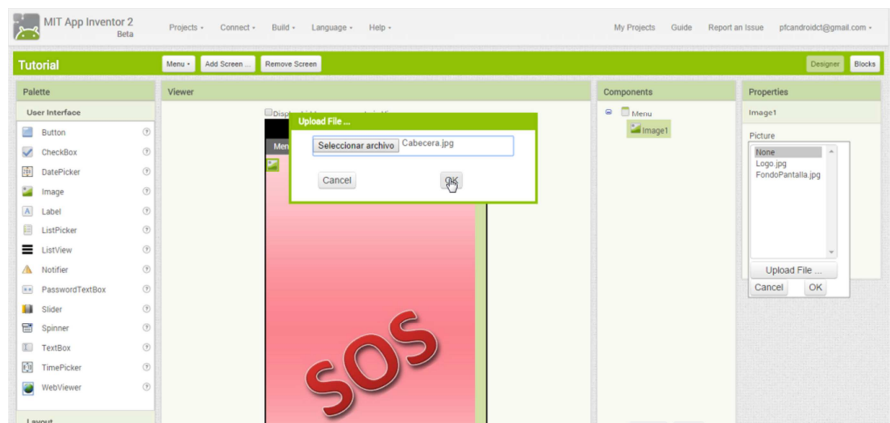 MIT App Inventor 2
Beta
Projects Connect Build Language Help
My Projects Guide Report an Issue pfcandroidct@gmail.com
Tutorial
Menu Add Screen ... Remove Screen
Designer Blocks
Palette
Viewer
Components
Properties
User Interface
Button
CheckBox
DatePicker
Image
Label
ListPicker
ListView
Notifier
PasswordTextBox
Slider
Spinner
TextBox
TimePicker
WebViewer
Layout
Upload File ...
Seleccionar archivo Cabecera.jpg
Cancel OK
SOS
Menu
Image1
Image1
Picture
None
Logo.jpg
FondoPantalla.jpg
Upload File ...
Cancel OK